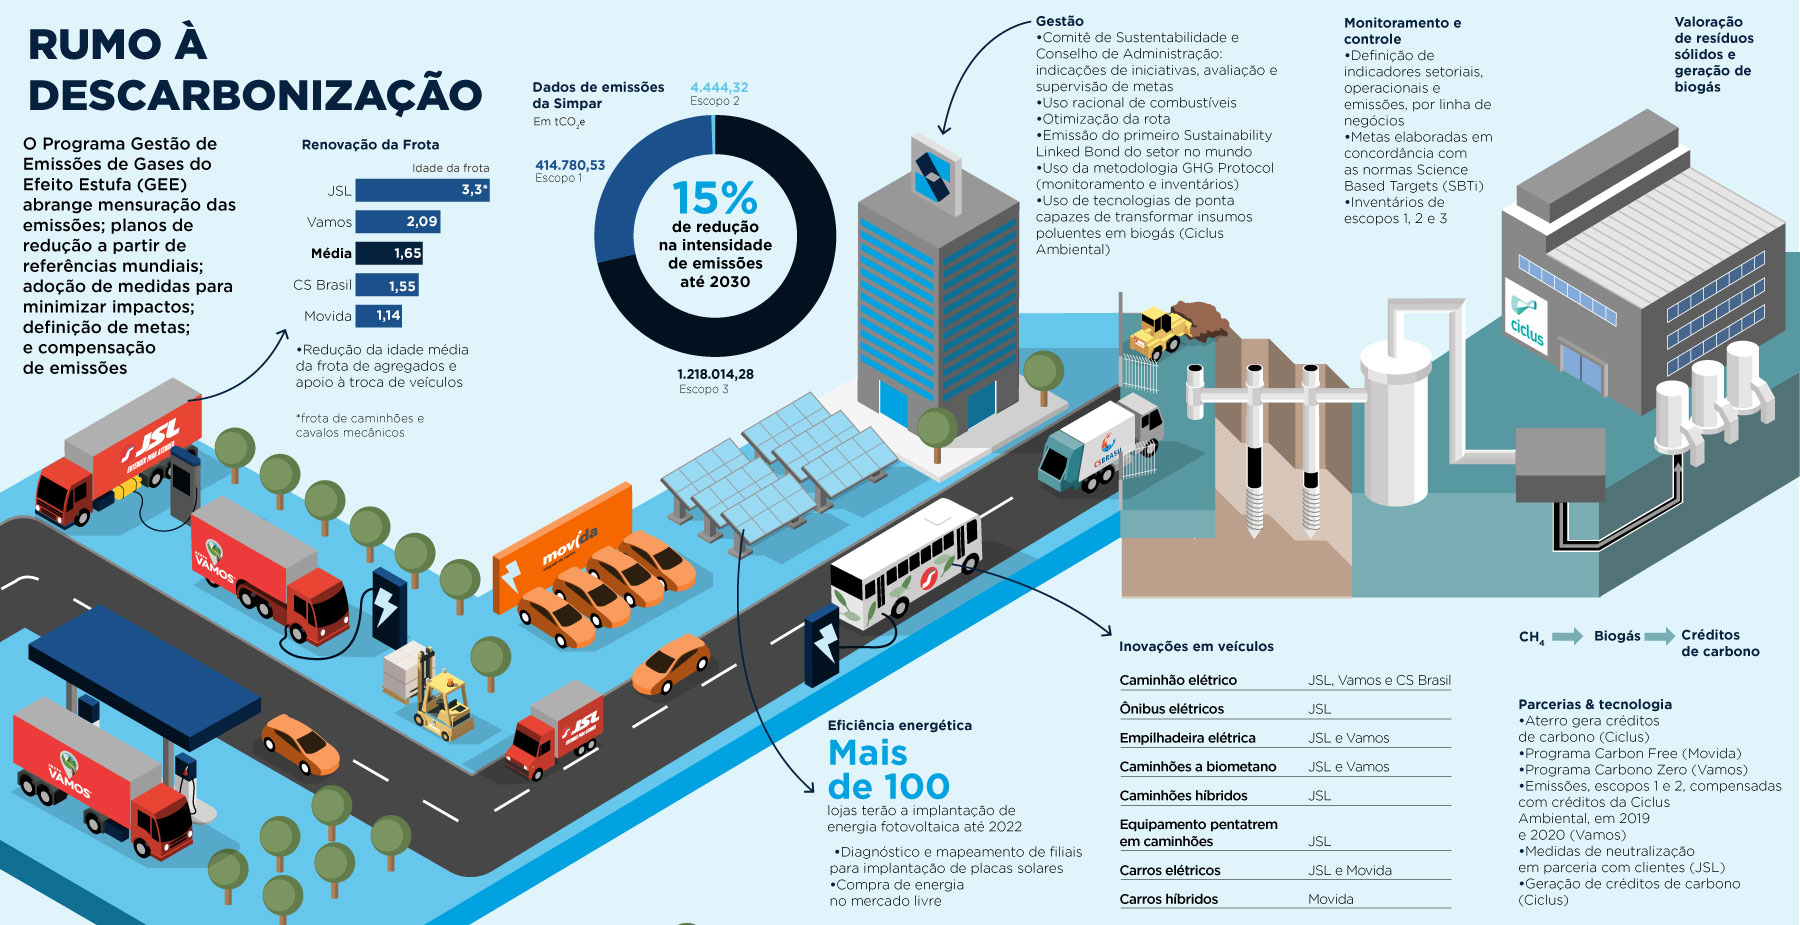 RUMO À
DESCARBONIZAÇÃO
O Programa Gestão de
Emissões de Gases do
Efeito Estufa (GEE)
abrange mensuração das
emissões; planos de
redução a partir de
referências mundiais;
adoção de medidas para
minimizar impactos;
definição de metas;
e compensação
de emissões
Renovação da Frota
Idade da frota
JSL 3,3*
Vamos 2,09
Média 1,65
CS Brasil 1,55
Movida 1,14
•Redução da idade média
da frota de agregados e
apoio à troca de veículos
*frota de caminhões e
cavalos mecânicos
Dados de emissões
da Simpar
Em tCO2e
4.444,32
Escopo 2
414.780,53
Escopo 1
15%
de redução
na intensidade
de emissões
até 2030
1.218.014,28
Escopo 3
Gestão
•Comitê de Sustentabilidade e
Conselho de Administração:
indicações de iniciativas, avaliação e
supervisão de metas
•Uso racional de combustíveis
•Otimização da rota
•Emissão do primeiro Sustainability
Linked Bond do setor no mundo
•Uso da metodologia GHG Protocol
(monitoramento e inventários)
•Uso de tecnologias de ponta
capazes de transformar insumos
poluentes em biogás (Ciclus
Ambiental)
Monitoramento e
controle
•Definição de
indicadores setoriais,
operacionais e
emissões, por linha de
negócios
•Metas elaboradas em
concordância com
as normas Science
Based Targets (SBTi)
•Inventários de
escopos 1, 2 e 3
Valoração
de resíduos
sólidos e
geração de
biogás
ciclus
JSL
ENTENDER PARA ATENDER
GRUPO
VAMOS
movida
CSBRASIL
JSL
ENTENDER PARA ATENDER
GRUPO
VAMOS
Eficiência energética
Mais
de 100
lojas terão a implantação de
energia fotovoltaica até 2022
•Diagnóstico e mapeamento de filiais
para implantação de placas solares
•Compra de energia
no mercado livre
Inovações em veículos
Caminhão elétrico JSL, Vamos e CS Brasil
Ônibus elétricos JSL
Empilhadeira elétrica JSL e Vamos
Caminhões a biometano JSL e Vamos
Caminhões híbridos JSL
Equipamento pentatrem
em caminhões JSL
Carros elétricos JSL e Movida
Carros híbridos Movida
CH4 Biogás Créditos
de carbono
Parcerias & tecnologia
•Aterro gera créditos
de carbono (Ciclus)
•Programa Carbon Free (Movida)
•Programa Carbono Zero (Vamos)
•Emissões, escopos 1 e 2, compensadas
com créditos da Ciclus
Ambiental, em 2019
e 2020 (Vamos)
•Medidas de neutralização
em parceria com clientes (JSL)
•Geração de créditos de carbono
(Ciclus)